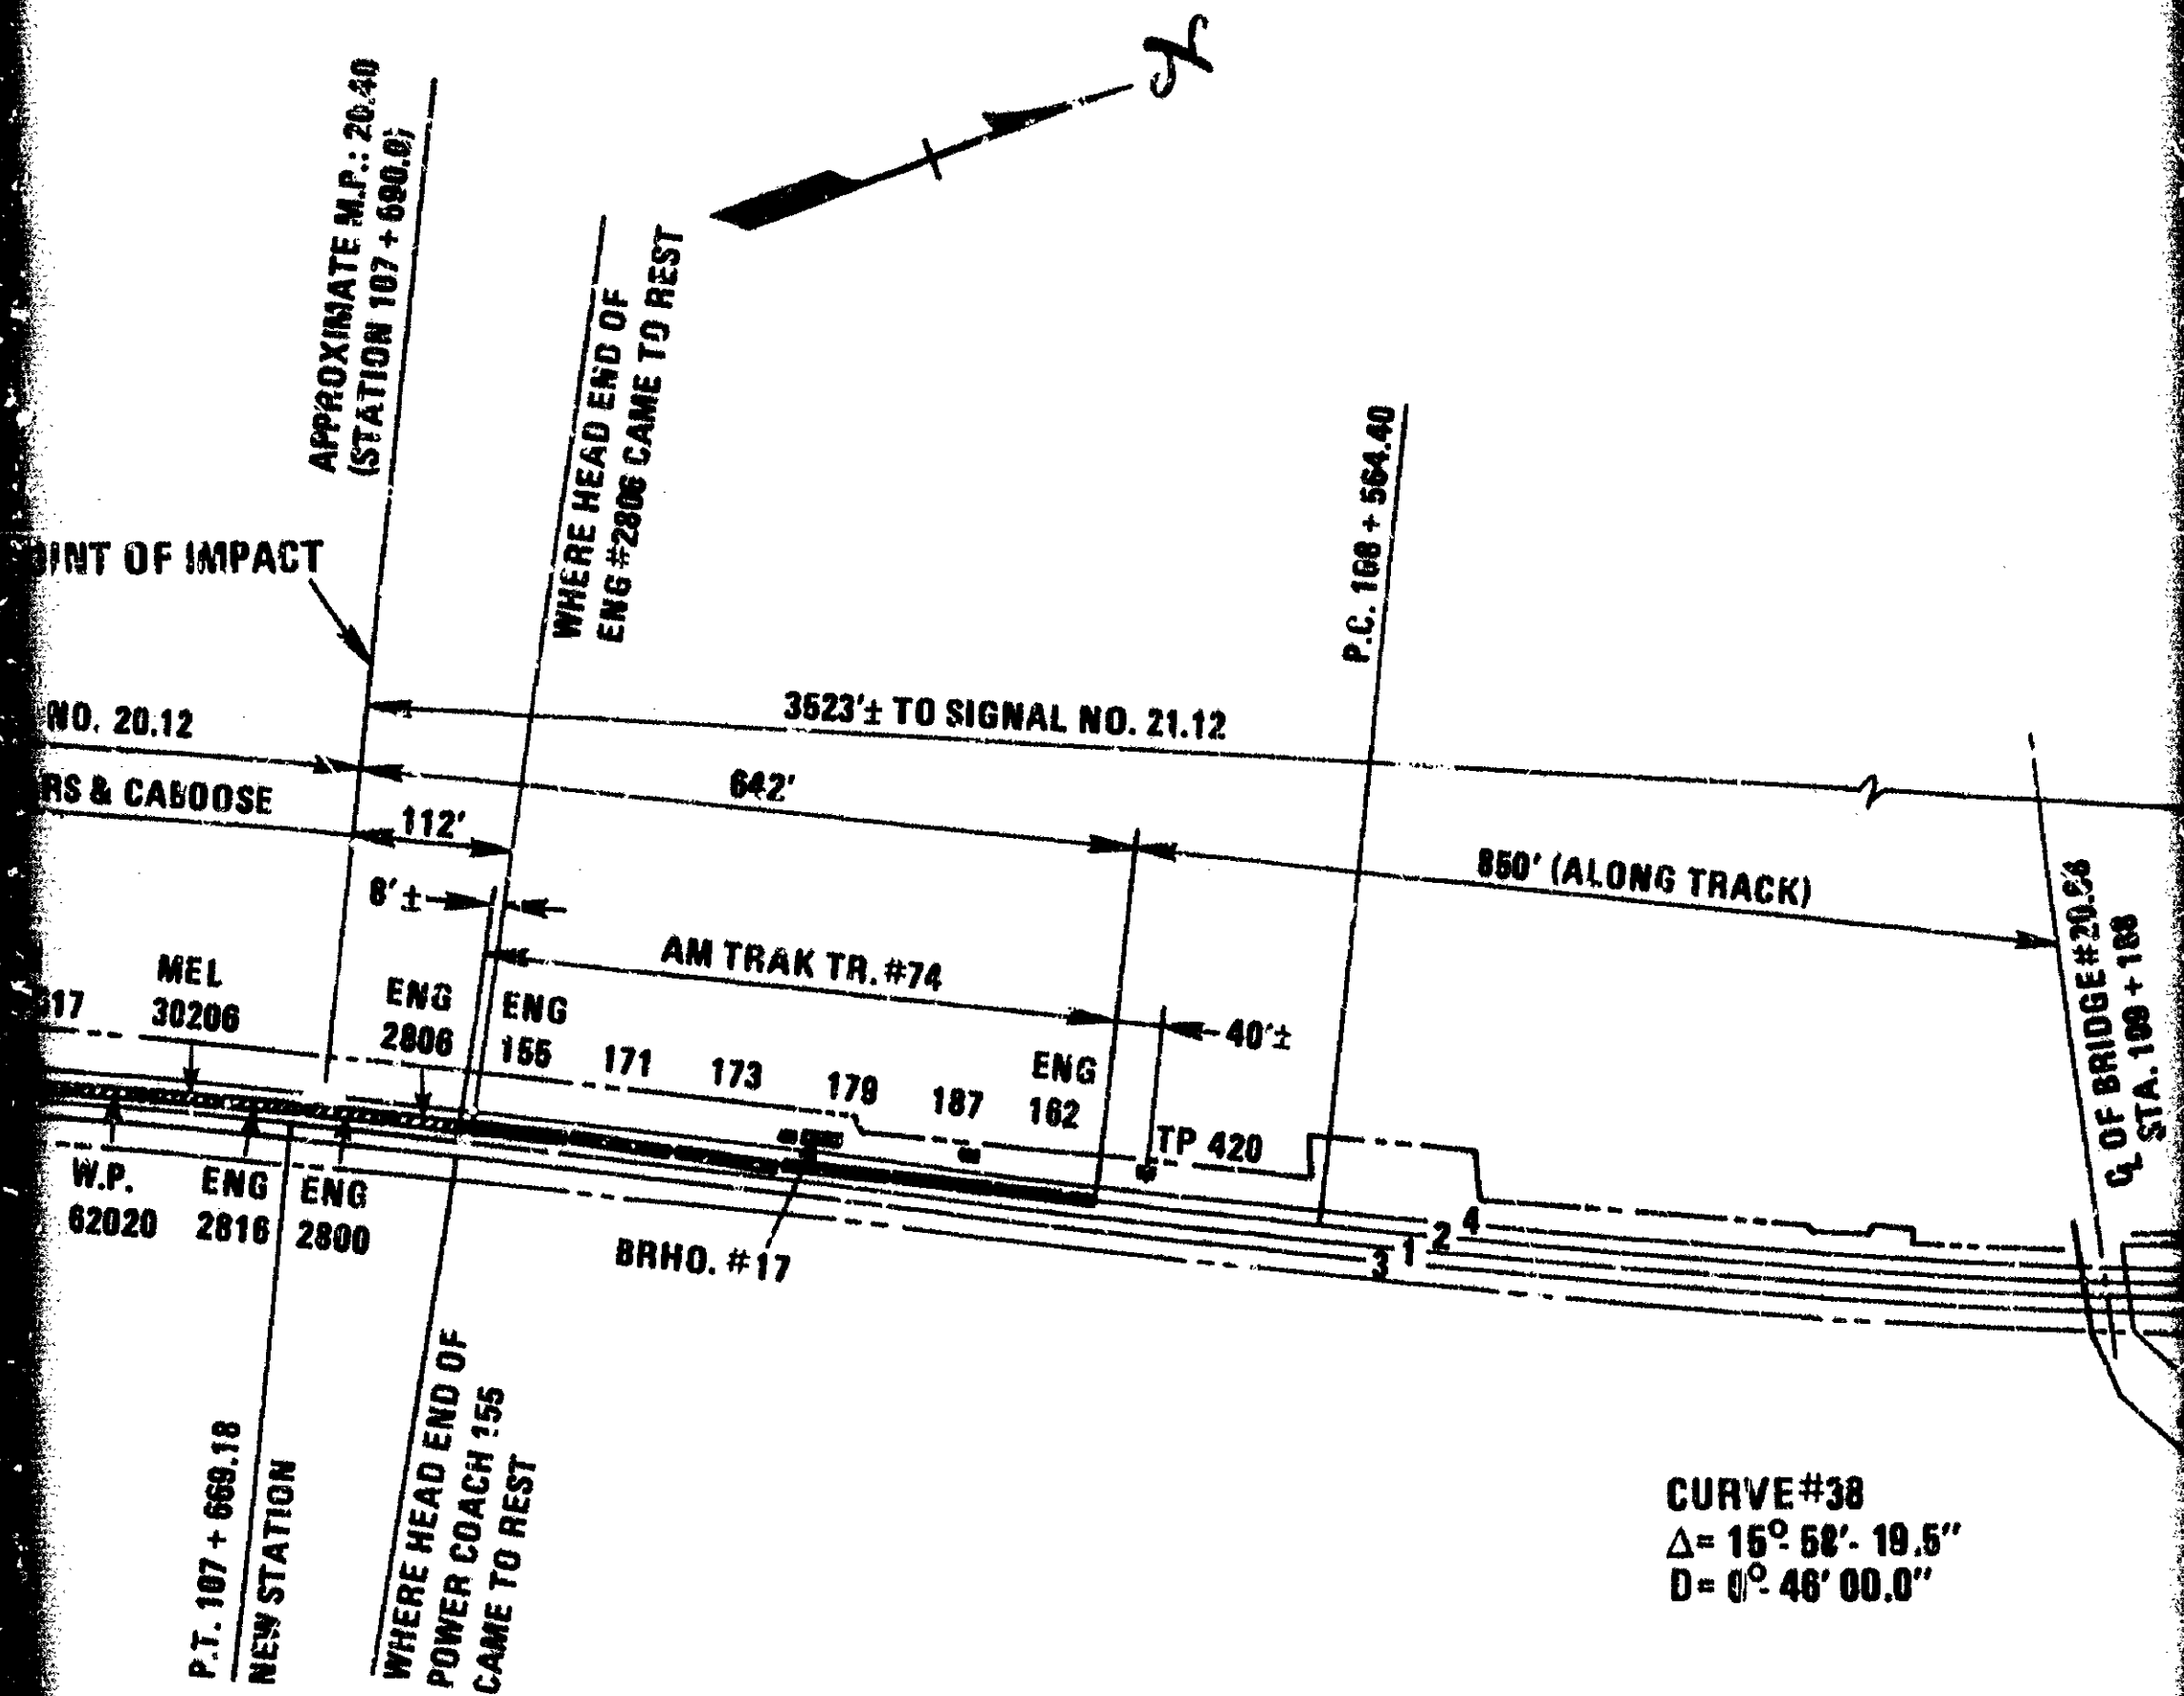 N
APPROXIMATE M.P.: 20.40
(STATION 107 + 690.0)
WHERE HEAD END OF
ENG #2806 CAME TO REST
P.C. 108 + 564.40
OINT OF IMPACT
3523'± TO SIGNAL NO. 21.12
NO. 20.12
642'
RS & CABOOSE
112'
850' (ALONG TRACK)
8'±
AM TRAK TR. #74
40'±
℄ OF BRIDGE #20.66
STA. 109 + 188
617
MEL
30206
ENG
2806
ENG
155
171
173
179
187
ENG
162
TP 420
W.P.
62020
ENG
2816
ENG
2800
BRHO. #17
4
2
1
3
P.T. 107 + 669.18
NEW STATION
WHERE HEAD END OF
POWER COACH 155
CAME TO REST
CURVE #38
Δ= 15°- 19.5"
D= 0°- 46' 00.0"